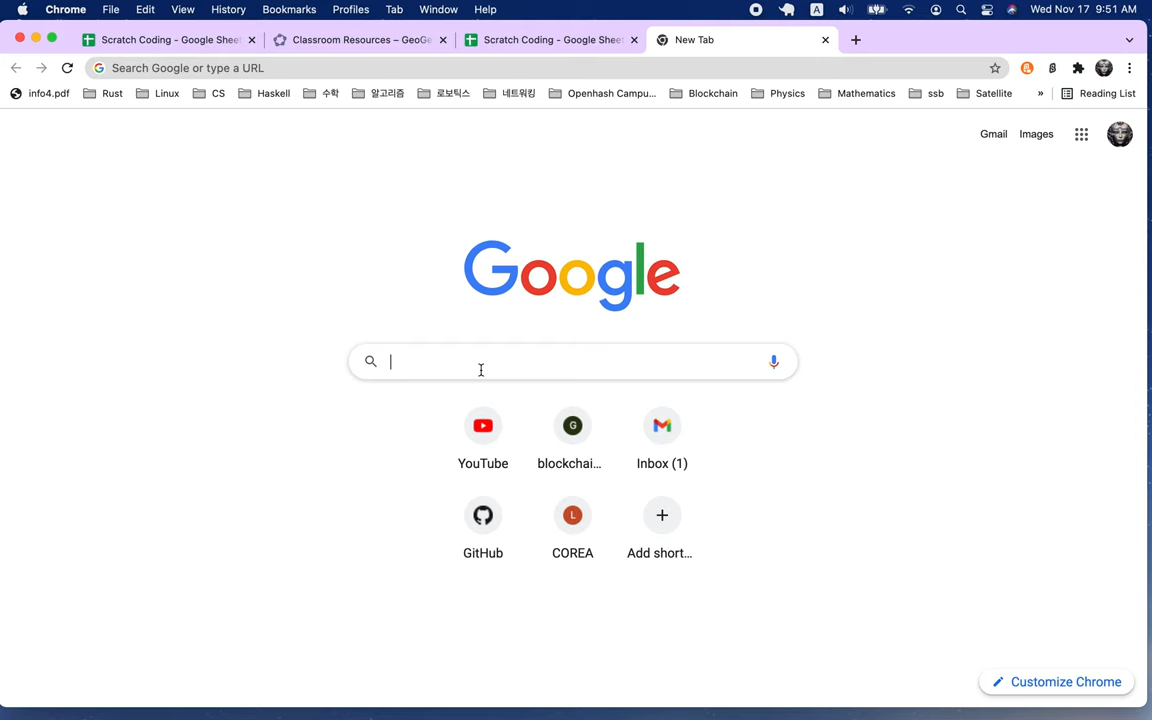 Chrome File Edit View History Bookmarks Profiles Tab Window Help A Wed Nov 17 9:51 AM
Scratch Coding - Google Sheet Classroom Resources – GeoGe Scratch Coding - Google Sheet New Tab
Search Google or type a URL
info4.pdf Rust Linux CS Haskell 수학 알고리즘 로보틱스 네트워킹 Openhash Campu... Blockchain Physics Mathematics ssb Satellite » Reading List
Gmail Images
Google
G
YouTube blockchai... Inbox (1)
L
GitHub COREA Add short...
Customize Chrome